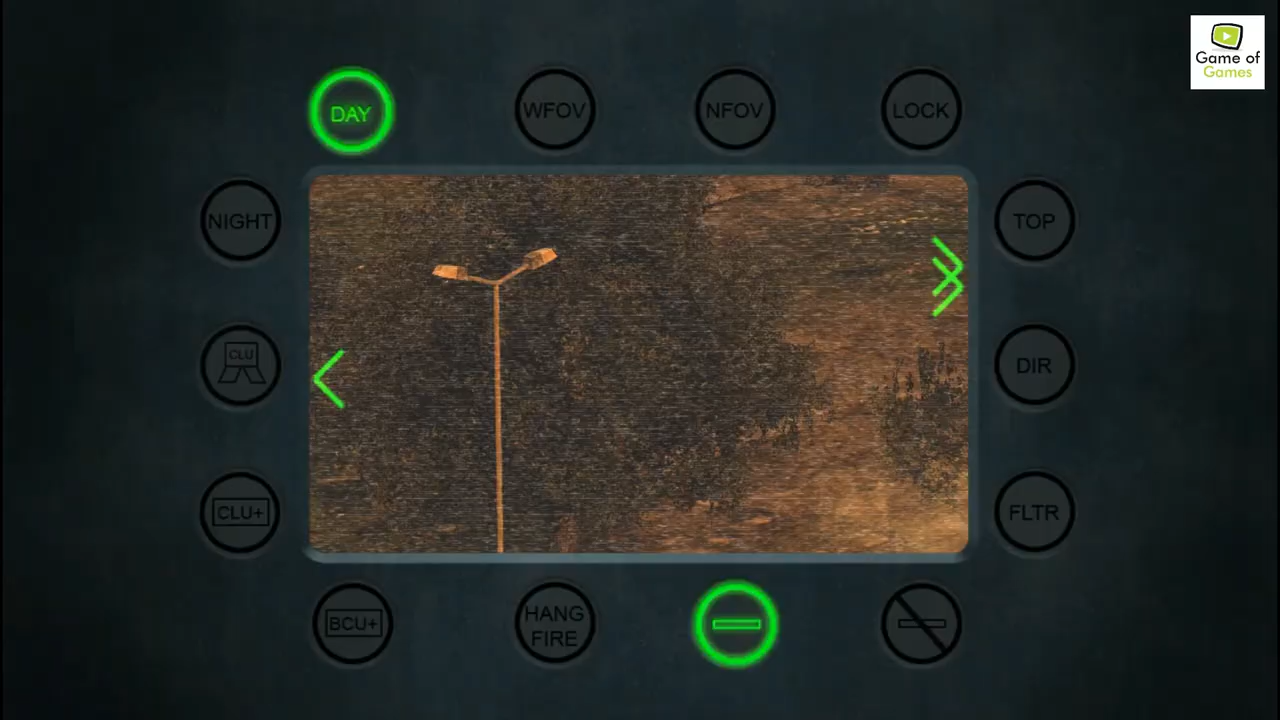 Game of
Games
DAY
WFOV
NFOV
LOCK
NIGHT
TOP
CLU
DIR
CLU+
FLTR
BCU+
HANG
FIRE